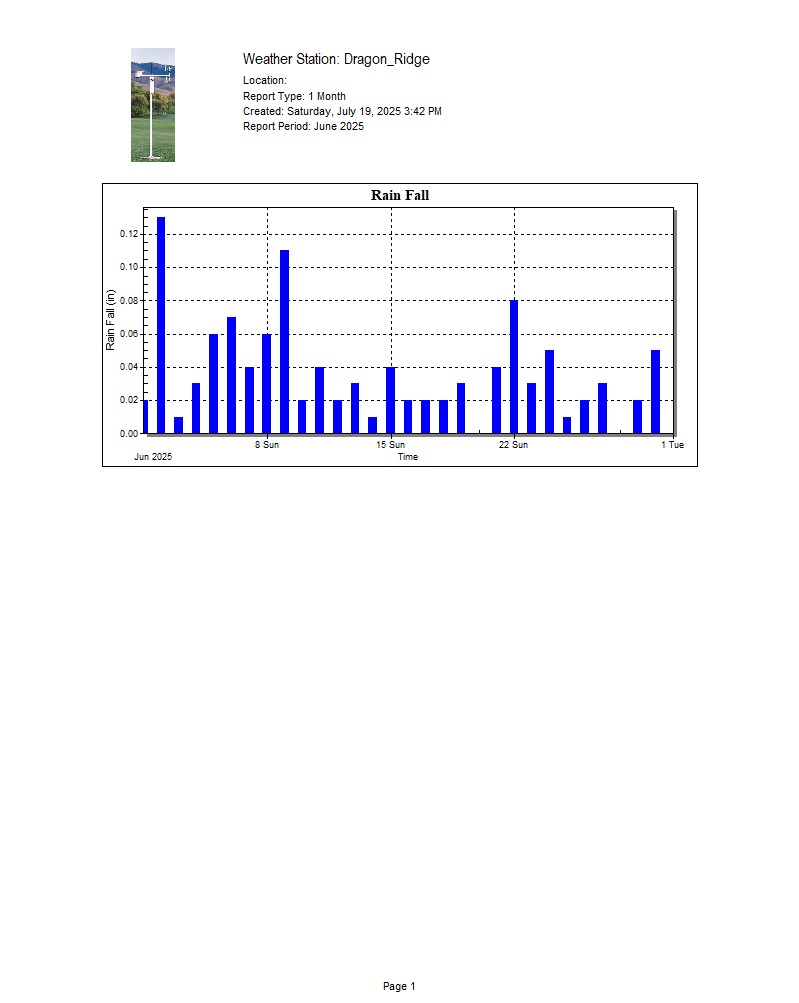 Weather Station: Dragon_Ridge
Location:
Report Type: 1 Month
Created: Saturday, July 19, 2025 3:42 PM
Report Period: June 2025
Rain Fall
Rain Fall (in)
0.12
0.10
0.08
0.06
0.04
0.02
0.00
8 Sun 15 Sun 22 Sun 1 Tue
Jun 2025 Time
Page 1